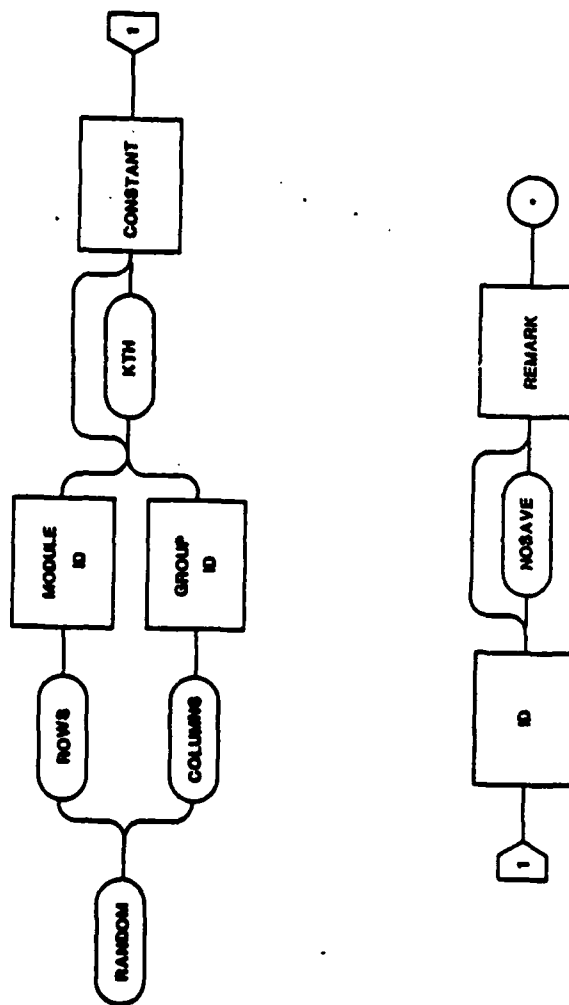 RANDOM
ROWS
MODULE
ID
COLUMNS
GROUP
ID
KTH
CONSTANT
1
1
ID
NOSAVE
REMARK